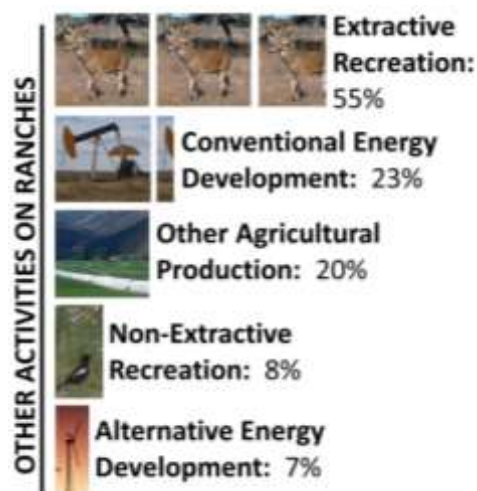 OTHER ACTIVITIES ON RANCHES
Extractive
Recreation:
55%
Conventional Energy
Development: 23%
Other Agricultural
Production: 20%
Non-Extractive
Recreation: 8%
Alternative Energy
Development: 7%